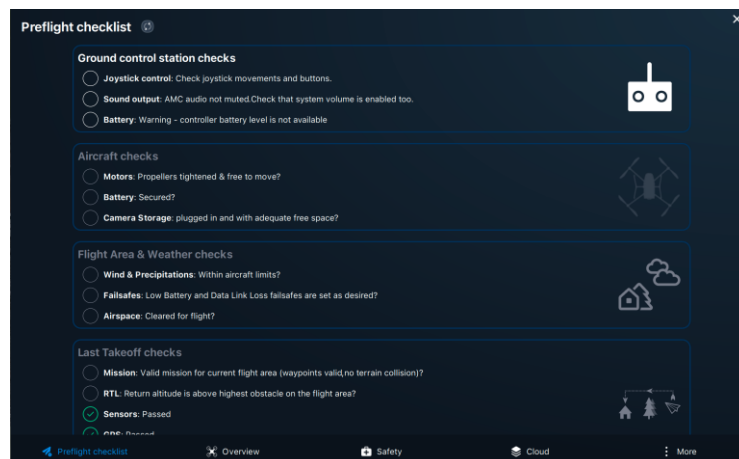 Preflight checklist
Ground control station checks
Joystick control: Check joystick movements and buttons.
Sound output: AMC audio not muted.Check that system volume is enabled too.
Battery: Warning - controller battery level is not available
Aircraft checks
Motors: Propellers tightened & free to move?
Battery: Secured?
Camera Storage: plugged in and with adequate free space?
Flight Area & Weather checks
Wind & Precipitations: Within aircraft limits?
Failsafes: Low Battery and Data Link Loss failsafes are set as desired?
Airspace: Cleared for flight?
Last Takeoff checks
Mission: Valid mission for current flight area (waypoints valid,no terrain collision)?
RTL: Return altitude is above highest obstacle on the flight area?
Sensors: Passed
GPS: Passed
Preflight checklist Overview Safety Cloud More